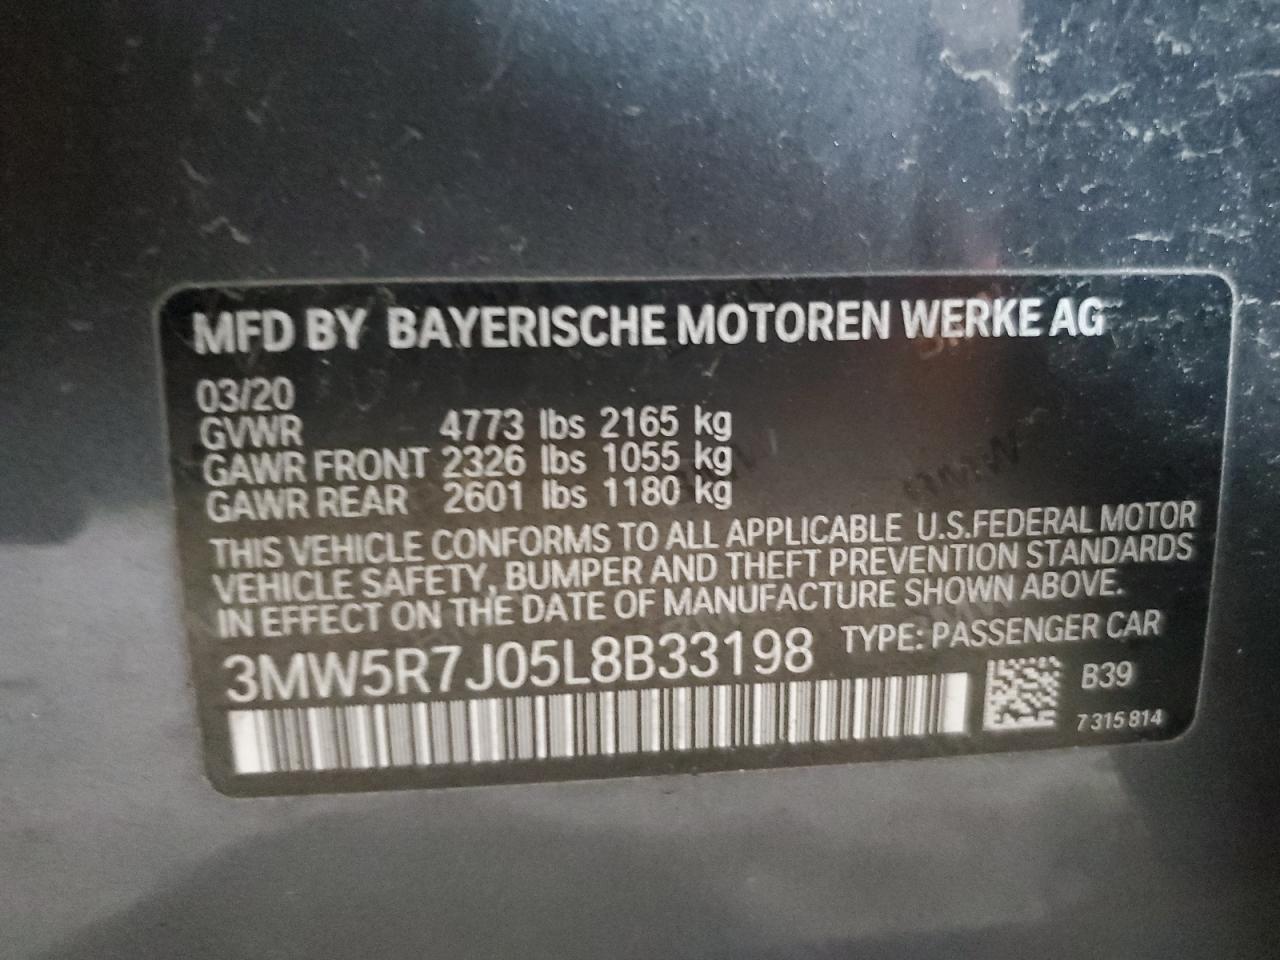 MFD BY BAYERISCHE MOTOREN WERKE AG
03/20
GVWR 4773 lbs 2165 kg
GAWR FRONT 2326 lbs 1055 kg
GAWR REAR 2601 lbs 1180 kg
THIS VEHICLE CONFORMS TO ALL APPLICABLE U.S.FEDERAL MOTOR
VEHICLE SAFETY, BUMPER AND THEFT PREVENTION STANDARDS
IN EFFECT ON THE DATE OF MANUFACTURE SHOWN ABOVE.
3MW5R7J05L8B33198 TYPE: PASSENGER CAR
B39
7 315 814